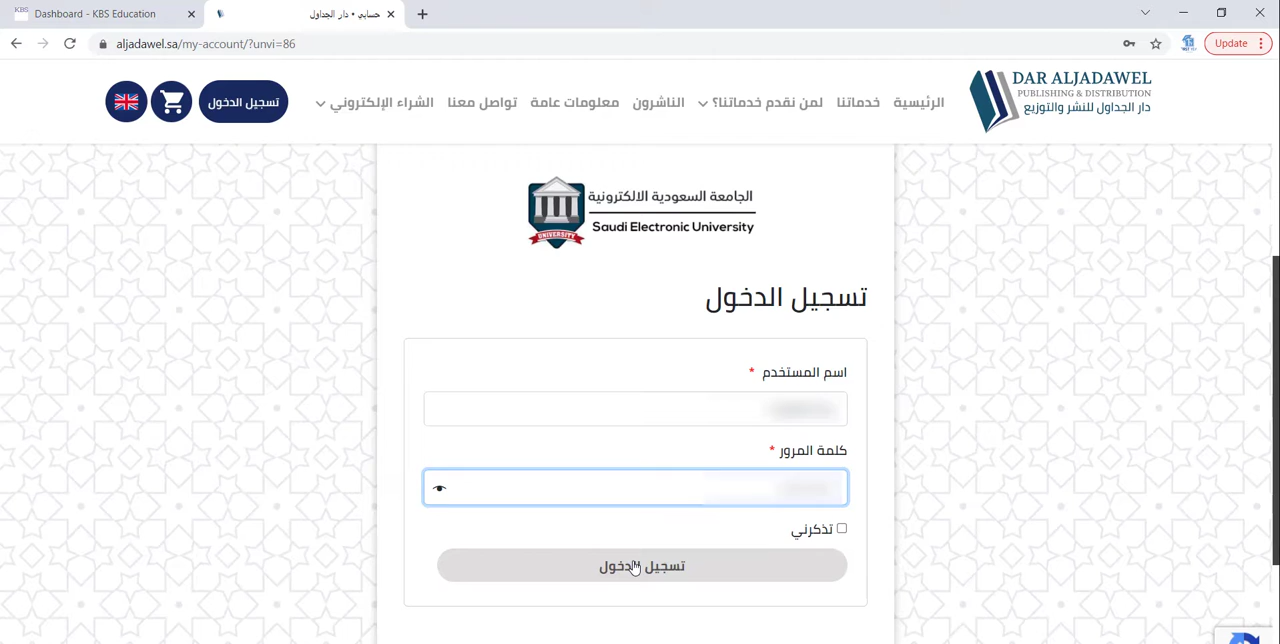 KBS Dashboard - KBS Education
حسابي • دار الجداول
aljadawel.sa/my-account/?unvi=86
Update
DAR ALJADAWEL
PUBLISHING & DISTRIBUTION
دار الجداول للنشر والتوزيع
الرئيسية خدماتنا لمن نقدم خدماتنا؟ الناشرون معلومات عامة تواصل معنا الشراء الإلكتروني تسجيل الدخول
الجامعة السعودية الالكترونية
Saudi Electronic University
UNIVERSITY
تسجيل الدخول
اسم المستخدم *
كلمة المرور *
تذكرني
تسجيل الدخول